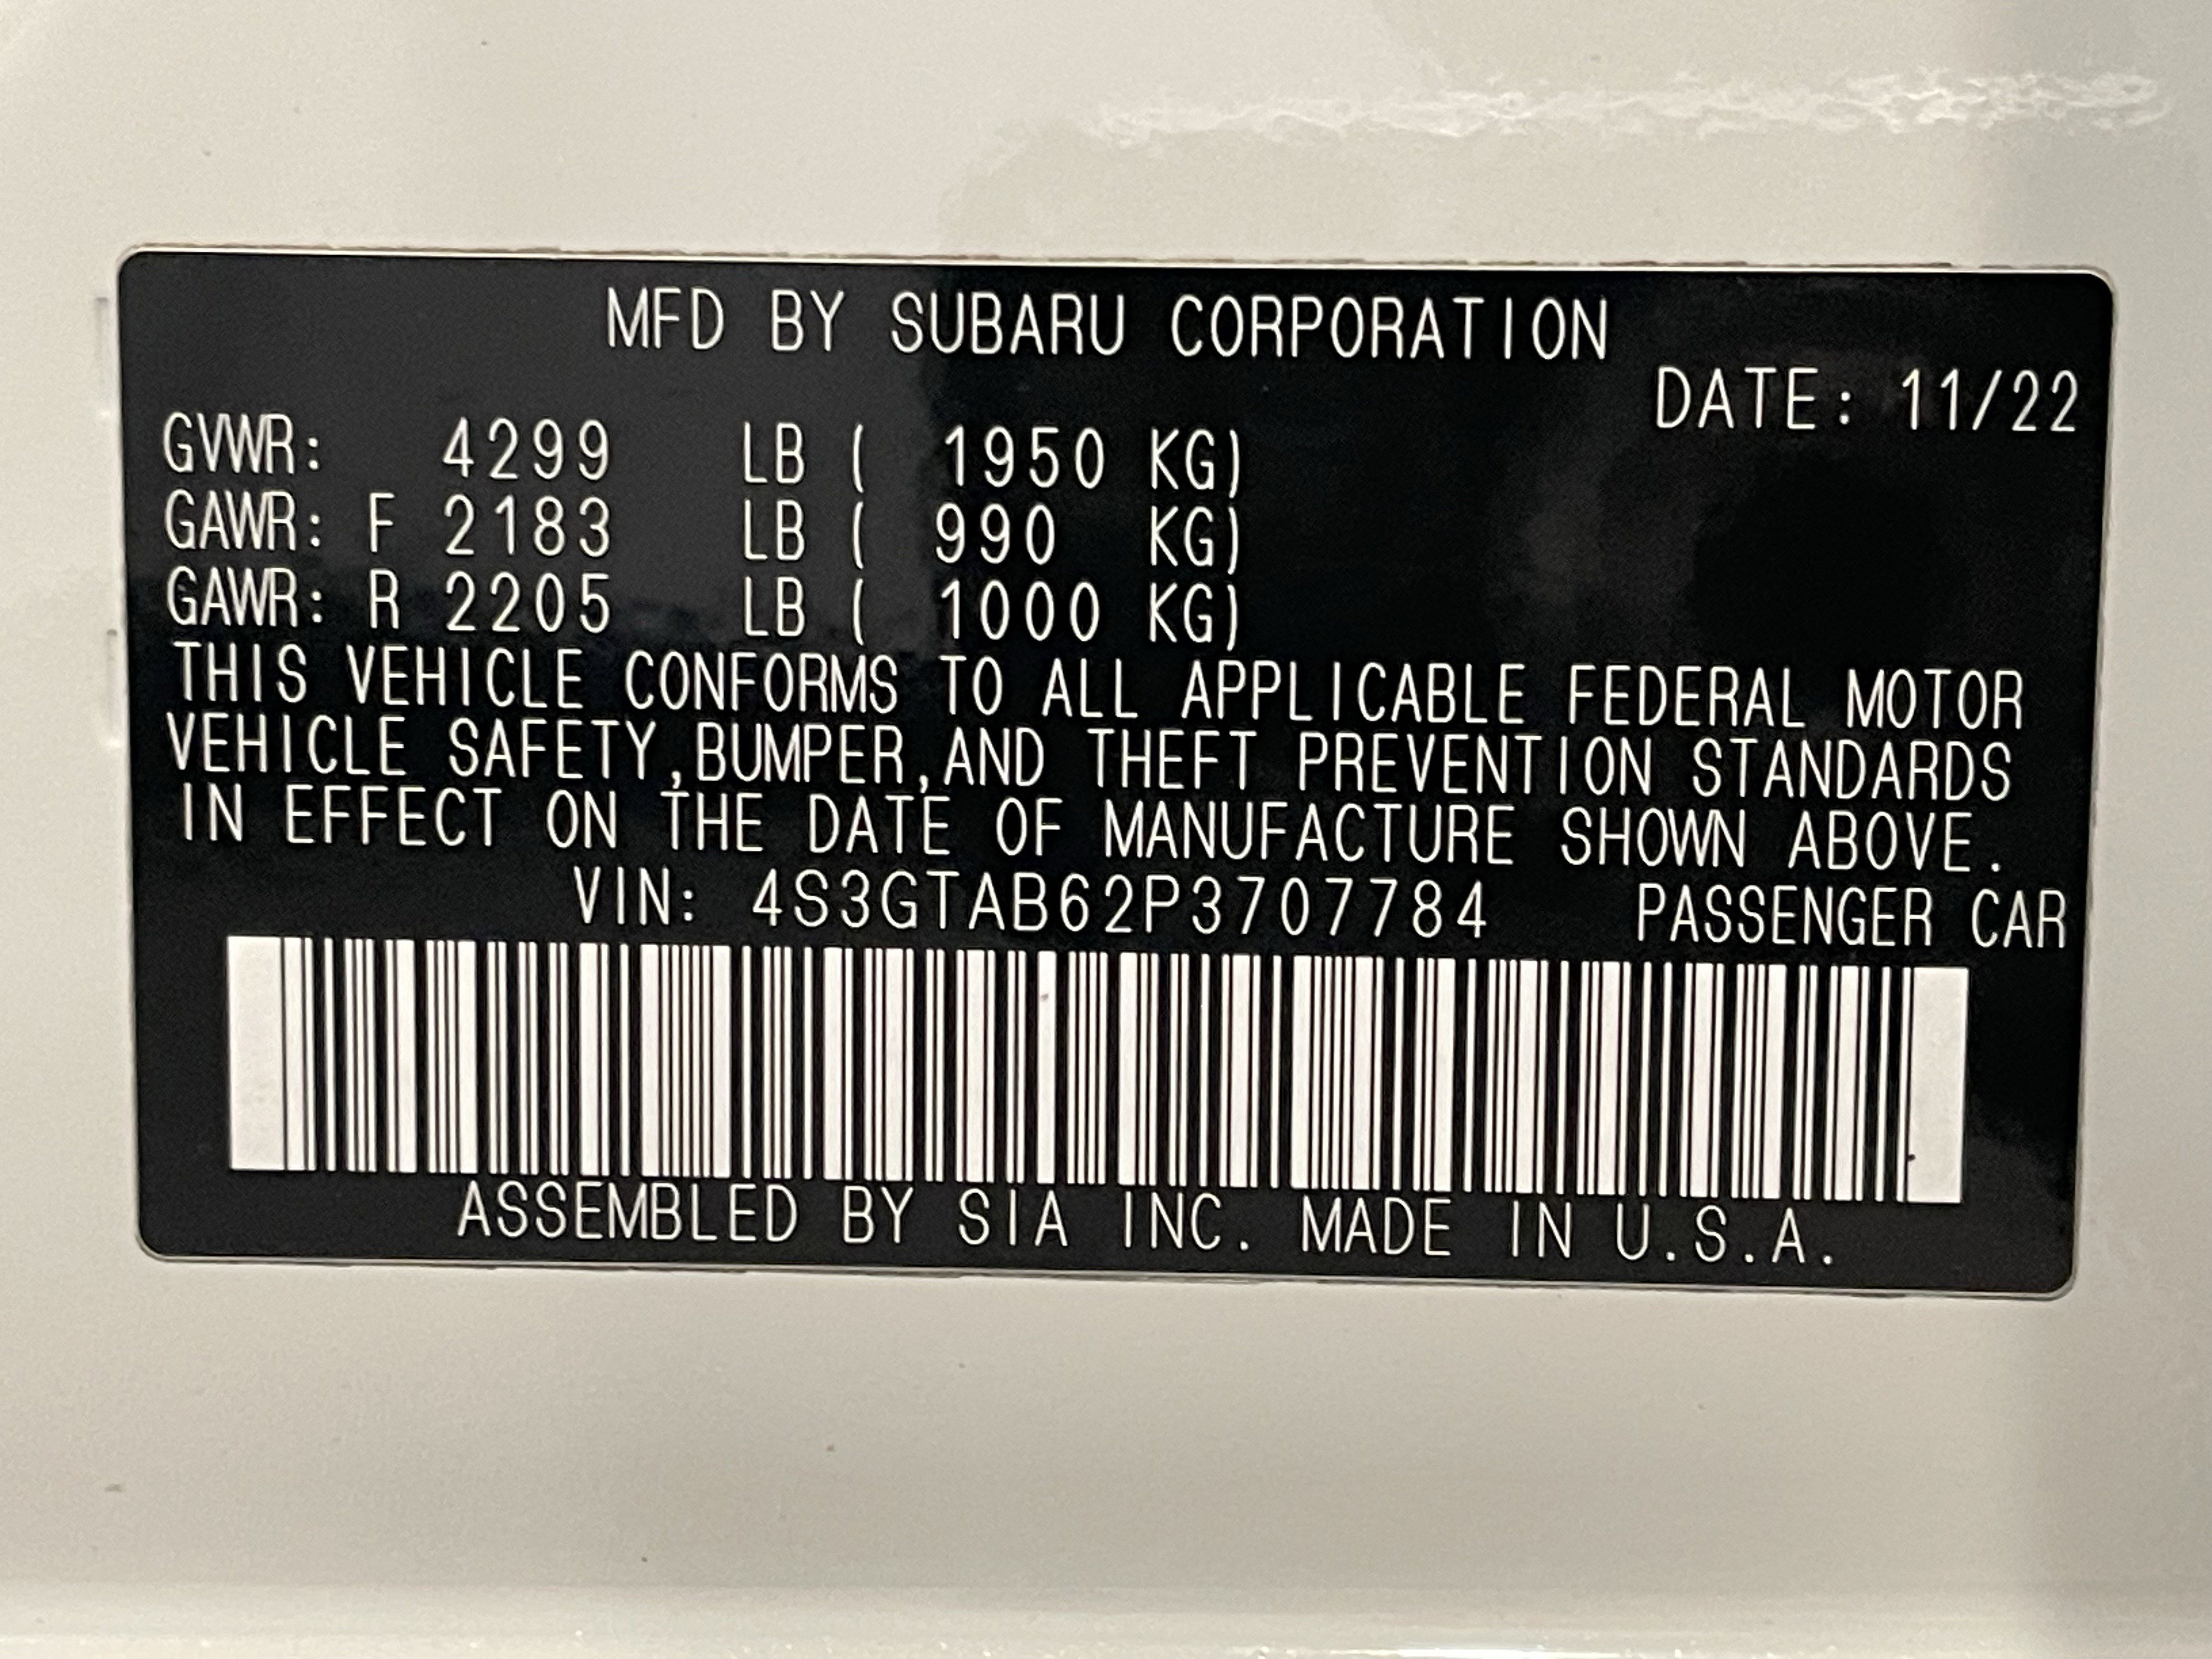 MFD BY SUBARU CORPORATION
DATE: 11/22
GVWR: 4299 LB ( 1950 KG)
GAWR: F 2183 LB ( 990 KG)
GAWR: R 2205 LB ( 1000 KG)
THIS VEHICLE CONFORMS TO ALL APPLICABLE FEDERAL MOTOR
VEHICLE SAFETY,BUMPER,AND THEFT PREVENTION STANDARDS
IN EFFECT ON THE DATE OF MANUFACTURE SHOWN ABOVE.
VIN: 4S3GTAB62P3707784 PASSENGER CAR
ASSEMBLED BY SIA INC. MADE IN U.S.A.